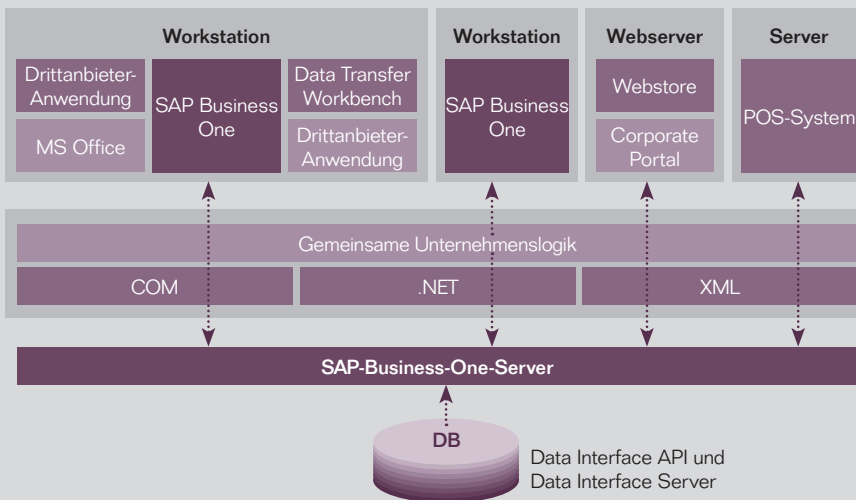 Workstation
Drittanbieter-
Anwendung
MS Office
SAP Business
One
Data Transfer
Workbench
Drittanbieter-
Anwendung
Workstation
SAP Business
One
Webserver
Webstore
Corporate
Portal
Server
POS-System
Gemeinsame Unternehmenslogik
COM
.NET
XML
SAP-Business-One-Server
DB
Data Interface API und
Data Interface Server